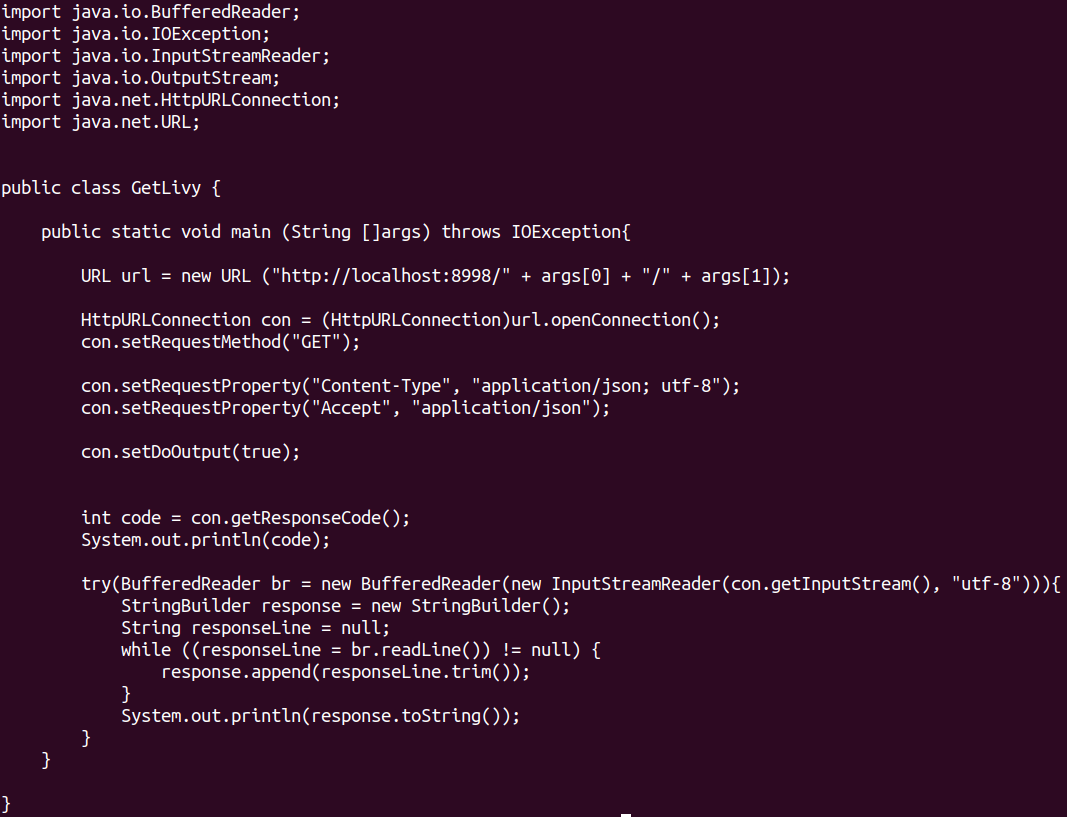 import java.io.BufferedReader;
import java.io.IOException;
import java.io.InputStreamReader;
import java.io.OutputStream;
import java.net.HttpURLConnection;
import java.net.URL;
public class GetLivy {
    public static void main (String []args) throws IOException{
        URL url = new URL ("http://localhost:8998/" + args[0] + "/" + args[1]);
        HttpURLConnection con = (HttpURLConnection)url.openConnection();
        con.setRequestMethod("GET");
        con.setRequestProperty("Content-Type", "application/json; utf-8");
        con.setRequestProperty("Accept", "application/json");
        con.setDoOutput(true);
        int code = con.getResponseCode();
        System.out.println(code);
        try(BufferedReader br = new BufferedReader(new InputStreamReader(con.getInputStream(), "utf-8"))){
            StringBuilder response = new StringBuilder();
            String responseLine = null;
            while ((responseLine = br.readLine()) != null) {
                response.append(responseLine.trim());
            }
            System.out.println(response.toString());
        }
    }
}